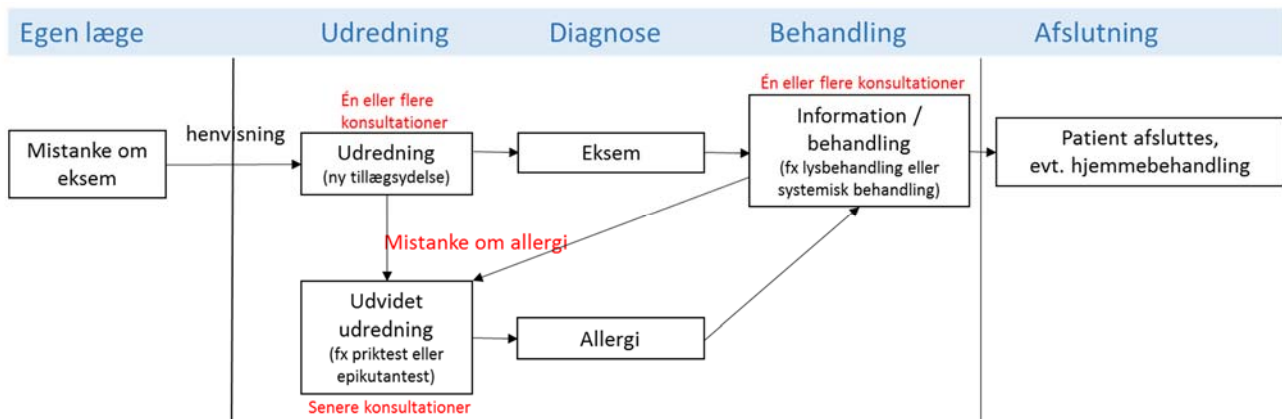 Egen læge
Udredning
Diagnose
Behandling
Afslutning
Mistanke om
eksem
henvisning
Én eller flere
konsultationer
Udredning
(ny tillægsydelse)
Eksem
Én eller flere konsultationer
Information /
behandling
(fx lysbehandling eller
systemisk behandling)
Patient afsluttes,
evt. hjemmebehandling
Mistanke om allergi
Udvidet
udredning
(fx priktest eller
epikutantest)
Senere konsultationer
Allergi